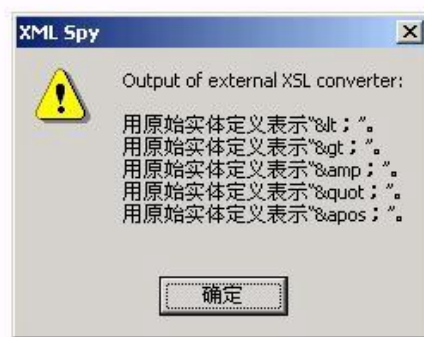 XML Spy
Output of external XSL converter:
用原始实体定义表示“&lt；”。
用原始实体定义表示“&gt；”。
用原始实体定义表示“&amp；”。
用原始实体定义表示“&quot；”。
用原始实体定义表示“&apos；”。
确定